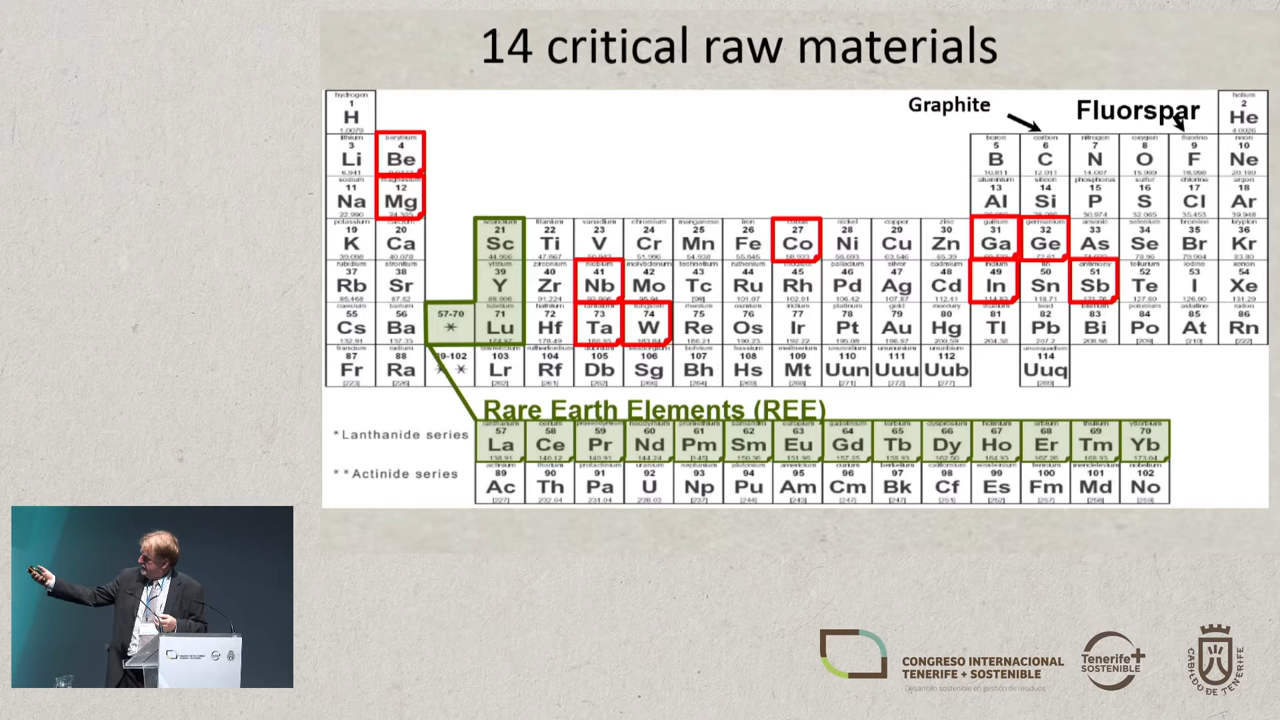 14 critical raw materials
Graphite
Fluorspar
hydrogen helium
1 2
H He
1.0079 4.0026
lithium beryllium boron carbon nitrogen oxygen fluorine neon
3 4 5 6 7 8 9 10
Li Be B C N O F Ne
6.941 10.811 12.011 14.007 15.999 18.998 20.180
sodium magnesium aluminium silicon phosphorus sulfur chlorine argon
11 12 13 14 15 16 17 18
Na Mg Al Si P S Cl Ar
22.990 24.305 30.974 32.065 35.453 39.948
potassium calcium scandium titanium vanadium chromium manganese iron cobalt nickel copper zinc gallium germanium arsenic selenium bromine krypton
19 20 21 22 23 24 25 26 27 28 29 30 31 32 33 34 35 36
K Ca Sc Ti V Cr Mn Fe Co Ni Cu Zn Ga Ge As Se Br Kr
39.098 40.078 44.956 47.867 50.942 51.996 54.938 55.845 58.933 58.693 63.546 65.39 69.723 72.61 74.922 78.96 79.904 83.80
rubidium strontium yttrium zirconium niobium molybdenum technetium ruthenium rhodium palladium silver cadmium indium tin antimony tellurium iodine xenon
37 38 39 40 41 42 43 44 45 46 47 48 49 50 51 52 53 54
Rb Sr Y Zr Nb Mo Tc Ru Rh Pd Ag Cd In Sn Sb Te I Xe
85.468 87.62 88.906 91.224 92.906 95.94 [98] 101.07 102.91 106.42 107.87 112.41 114.82 118.71 121.76 127.60 126.90 131.29
caesium barium lutetium hafnium tantalum tungsten rhenium osmium iridium platinum gold mercury thallium lead bismuth polonium astatine radon
55 56 57-70 71 72 73 74 75 76 77 78 79 80 81 82 83 84 85 86
Cs Ba * Lu Hf Ta W Re Os Ir Pt Au Hg Tl Pb Bi Po At Rn
132.91 137.33 174.97 178.49 180.95 183.84 186.21 190.23 192.22 195.08 196.97 200.59 204.38 207.2 208.98 [209] [210] [222]
francium radium lawrencium rutherfordium dubnium seaborgium bohrium hassium meitnerium ununnilium unununium ununbium ununquadium
87 88 9-102 103 104 105 106 107 108 109 110 111 112 114
Fr Ra * * Lr Rf Db Sg Bh Hs Mt Uun Uuu Uub Uuq
[223] [226] [262] [261] [262] [266] [264] [269] [268] [271] [272] [277] [289]
Rare Earth Elements (REE)
*Lanthanide series
lanthanum cerium praseodymium neodymium promethium samarium europium gadolinium terbium dysprosium holmium erbium thulium ytterbium
57 58 59 60 61 62 63 64 65 66 67 68 69 70
La Ce Pr Nd Pm Sm Eu Gd Tb Dy Ho Er Tm Yb
138.91 140.12 140.91 144.24 [145] 150.36 151.96 157.25 158.93 162.50 164.93 167.26 168.93 173.04
**Actinide series
actinium thorium protactinium uranium neptunium plutonium americium curium berkelium californium einsteinium fermium mendelevium nobelium
89 90 91 92 93 94 95 96 97 98 99 100 101 102
Ac Th Pa U Np Pu Am Cm Bk Cf Es Fm Md No
[227] 232.04 231.04 238.03 [237] [244] [243] [247] [247] [251] [252] [257] [258] [259]
CONGRESO INTERNACIONAL
TENERIFE + SOSTENIBLE
Desarrollo sostenible en gestión de residuos
Tenerife+
SOSTENIBLE
CABILDO DE TENERIFE